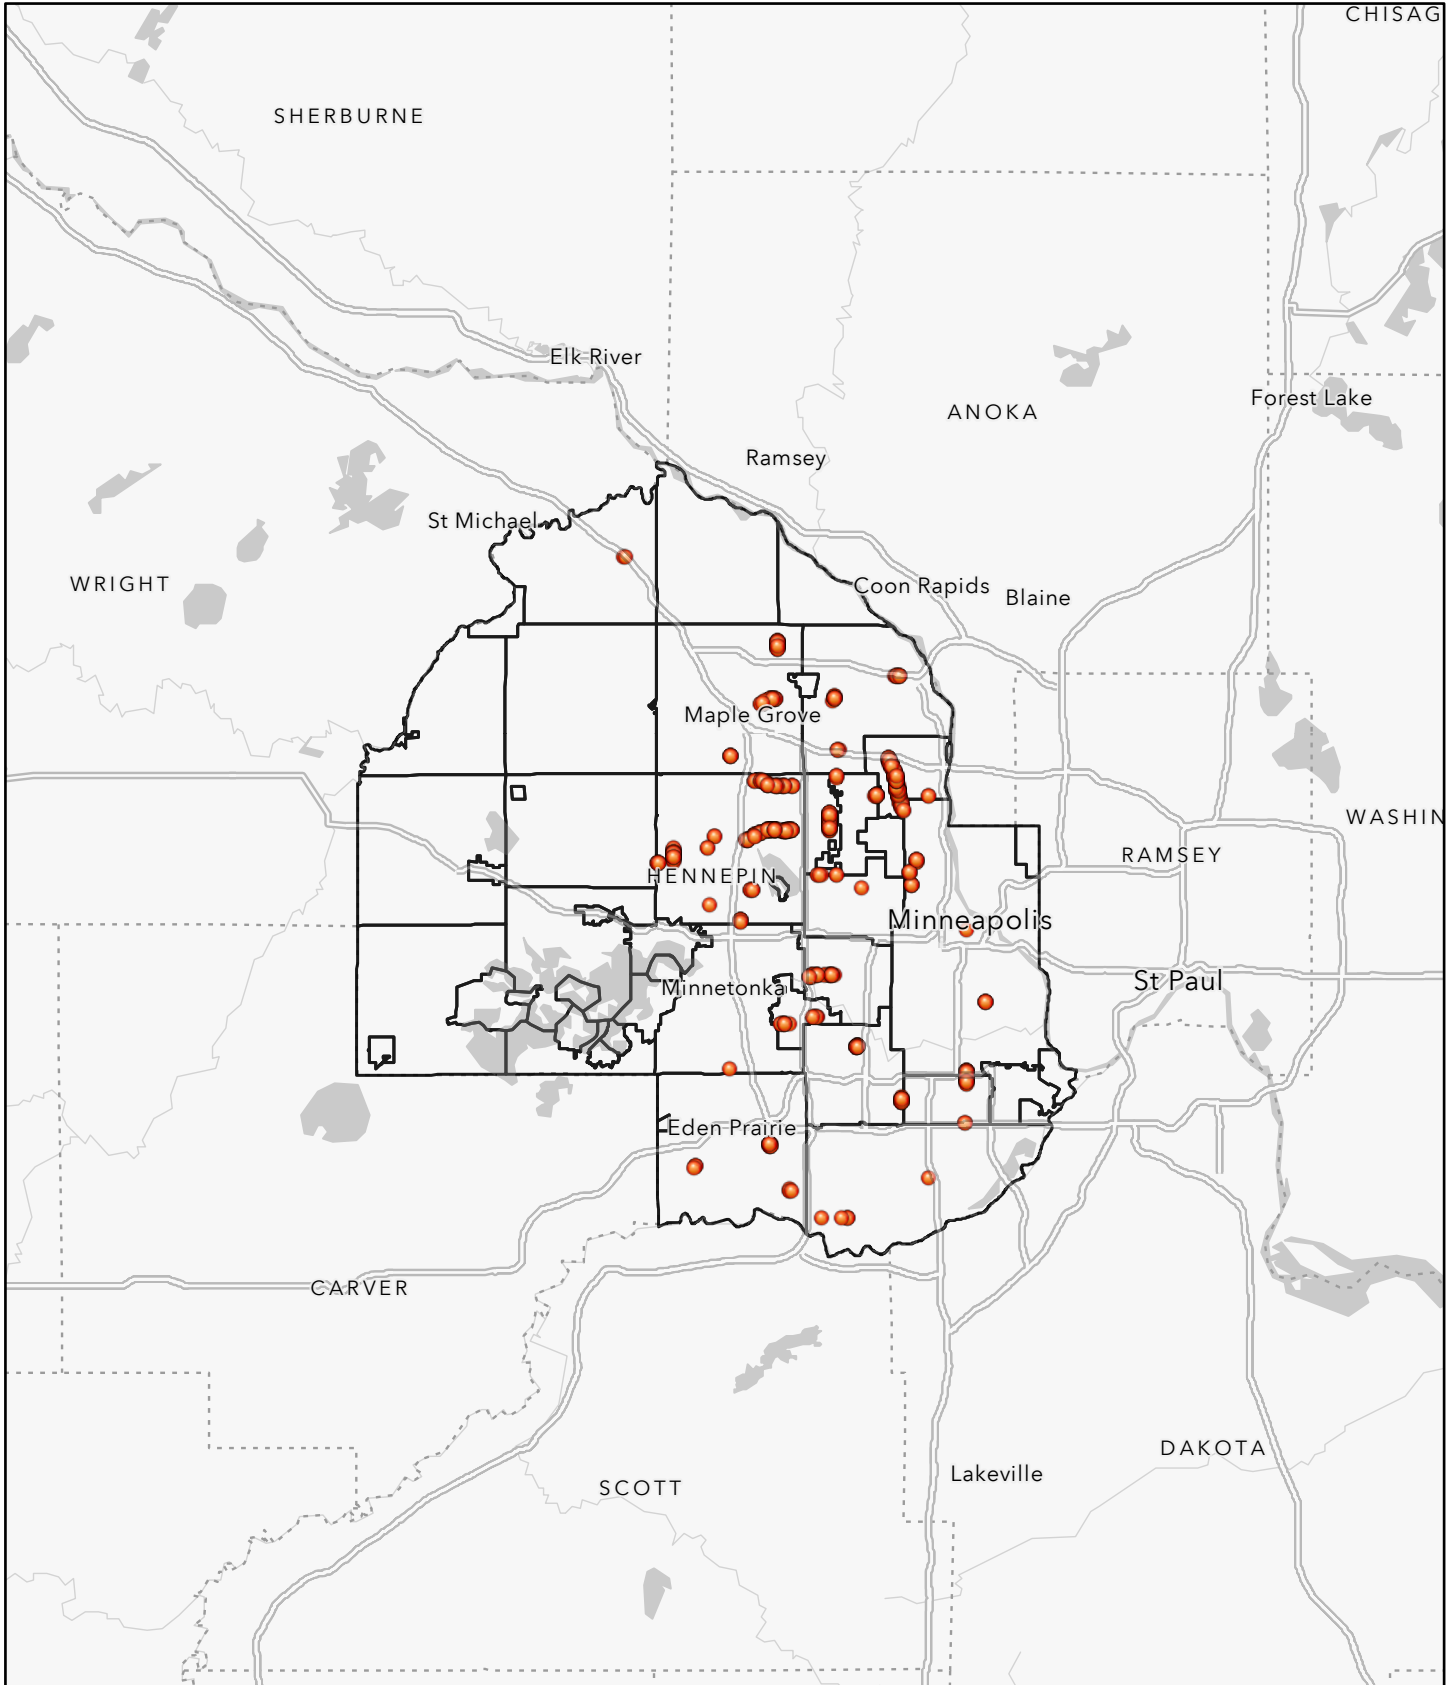 CHISAG
SHERBURNE
Elk River
Forest Lake
ANOKA
Ramsey
St Michael
WRIGHT
Coon Rapids
Blaine
Maple Grove
WASHIN
RAMSEY
HENNEPIN
Minneapolis
St Paul
Minnetonka
Eden Prairie
CARVER
DAKOTA
Lakeville
SCOTT